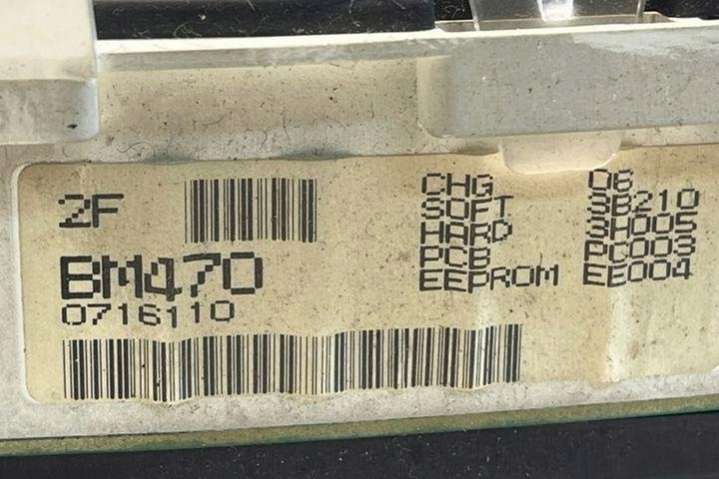 2F
BM470
0716110
CHG 06
SOFT 3B210
HARD 3H005
PCB PC003
EEPROM EE004